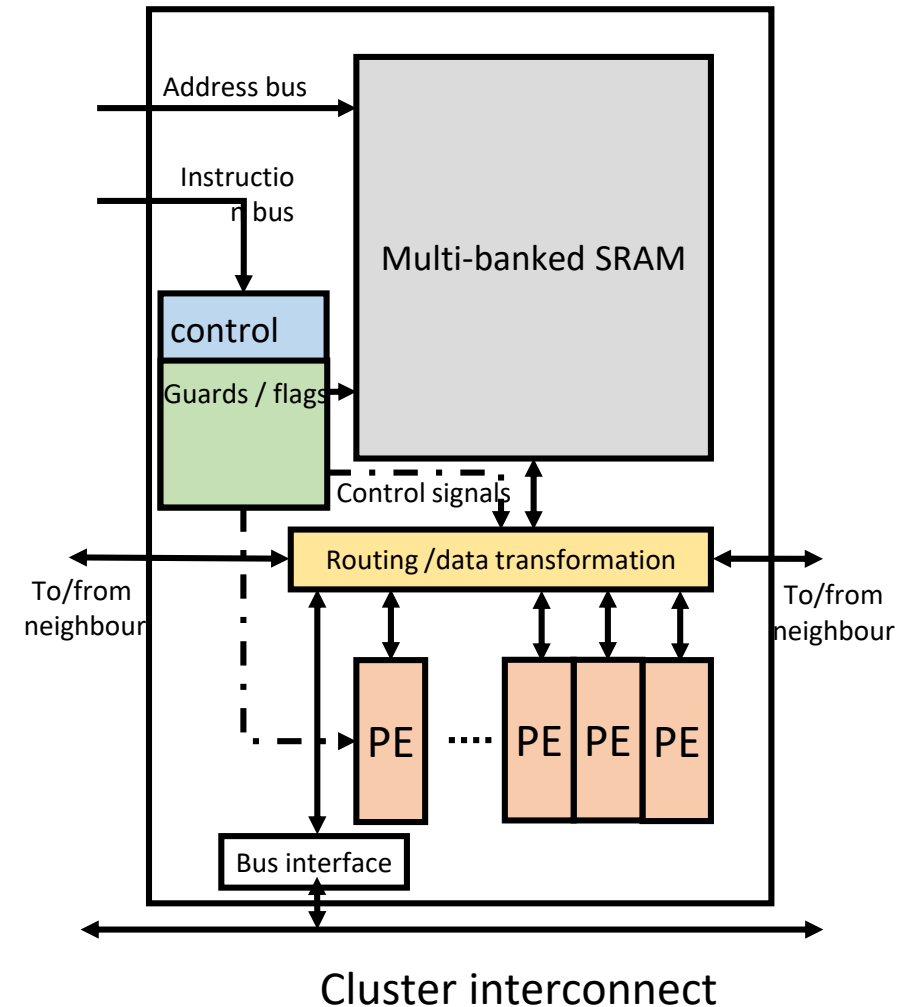 Address bus
Instructio
n bus
Multi-banked SRAM
control
Guards / flags
Control signals
Routing /data transformation
To/from
neighbour
To/from
neighbour
PE
.....
PE
PE
PE
Bus interface
Cluster interconnect